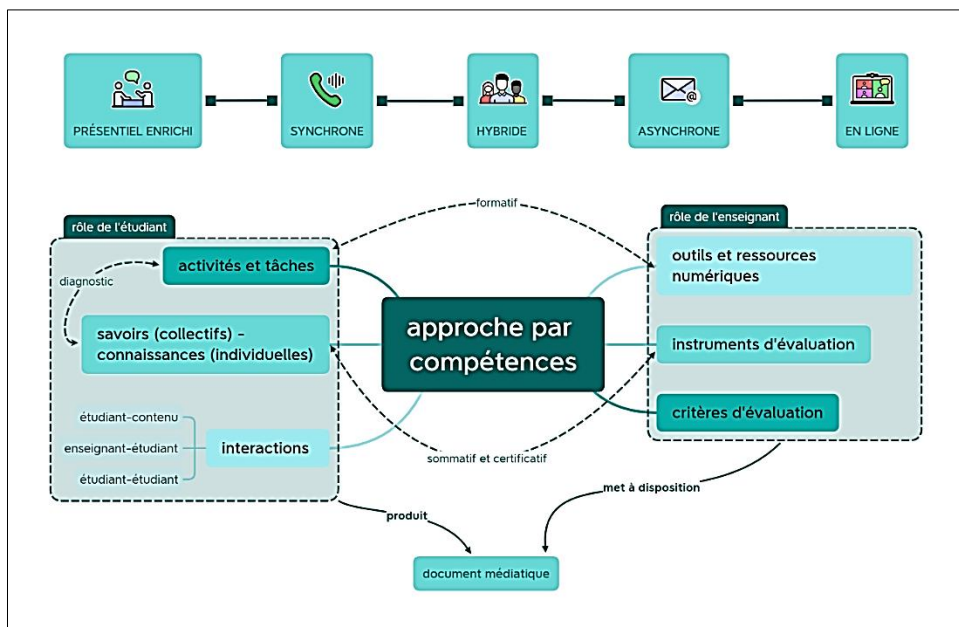 PRÉSENTIEL ENRICHI
SYNCHRONE
HYBRIDE
@
ASYNCHRONE
EN LIGNE
formatif
rôle de l'étudiant
rôle de l'enseignant
activités et tâches
outils et ressources
numériques
diagnostic
approche par
compétences
savoirs (collectifs) -
connaissances (individuelles)
instruments d'évaluation
étudiant-contenu
enseignant-étudiant
étudiant-étudiant
interactions
critères d'évaluation
sommatif et certificatif
met à disposition
produit
document médiatique